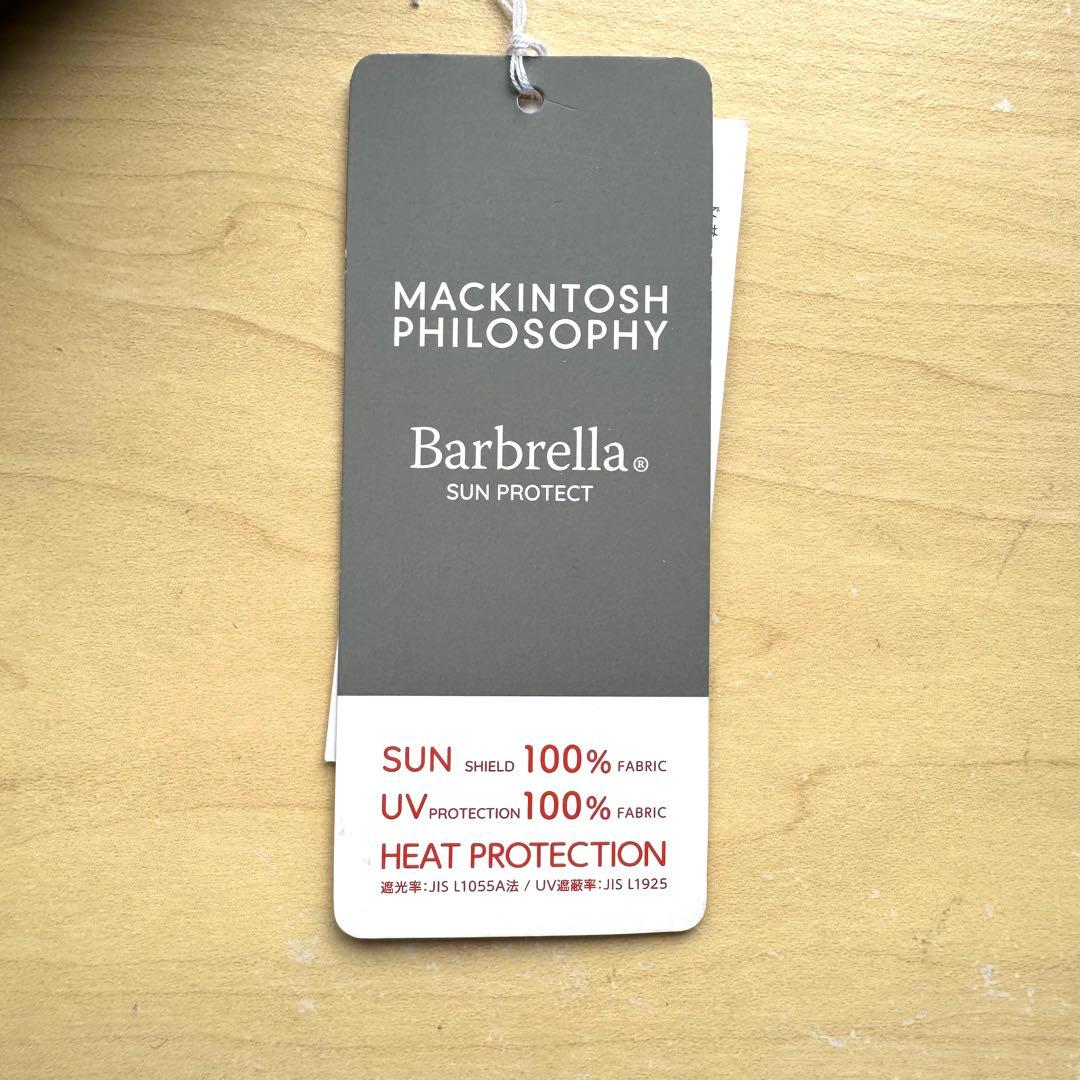 MACKINTOSH
PHILOSOPHY
Barbrella®
SUN PROTECT
SUN SHIELD 100% FABRIC
UV PROTECTION 100% FABRIC
HEAT PROTECTION
遮光率:JIS L1055A法 / UV遮蔽率:JIS L1925